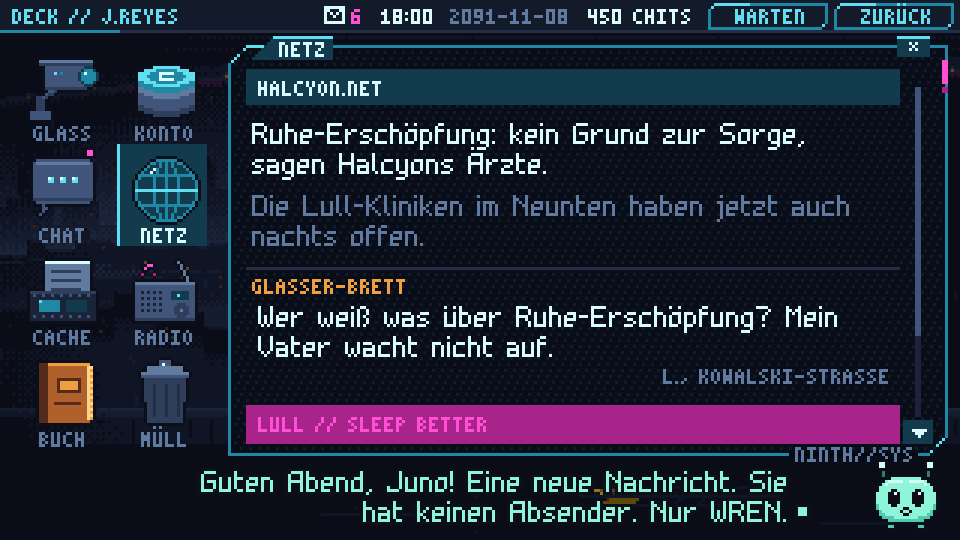 DECK // J.REYES
6 18:00 2091-11-08 450 CHITS
WARTEN
ZURÜCK
NETZ
×
HALCYON.NET
Ruhe-Erschöpfung: kein Grund zur Sorge,
sagen Halcyons Ärzte.
Die Lull-Kliniken im Neunten haben jetzt auch
nachts offen.
GLASSER-BRETT
Wer weiß was über Ruhe-Erschöpfung? Mein
Vater wacht nicht auf.
L., KOWALSKI-STRASSE
LULL // SLEEP BETTER
NINTH//SYS
GLASS
KONTO
CHAT
NETZ
CACHE
RADIO
BUCH
MÜLL
Guten Abend, Juno! Eine neue Nachricht. Sie
hat keinen Absender. Nur WREN.